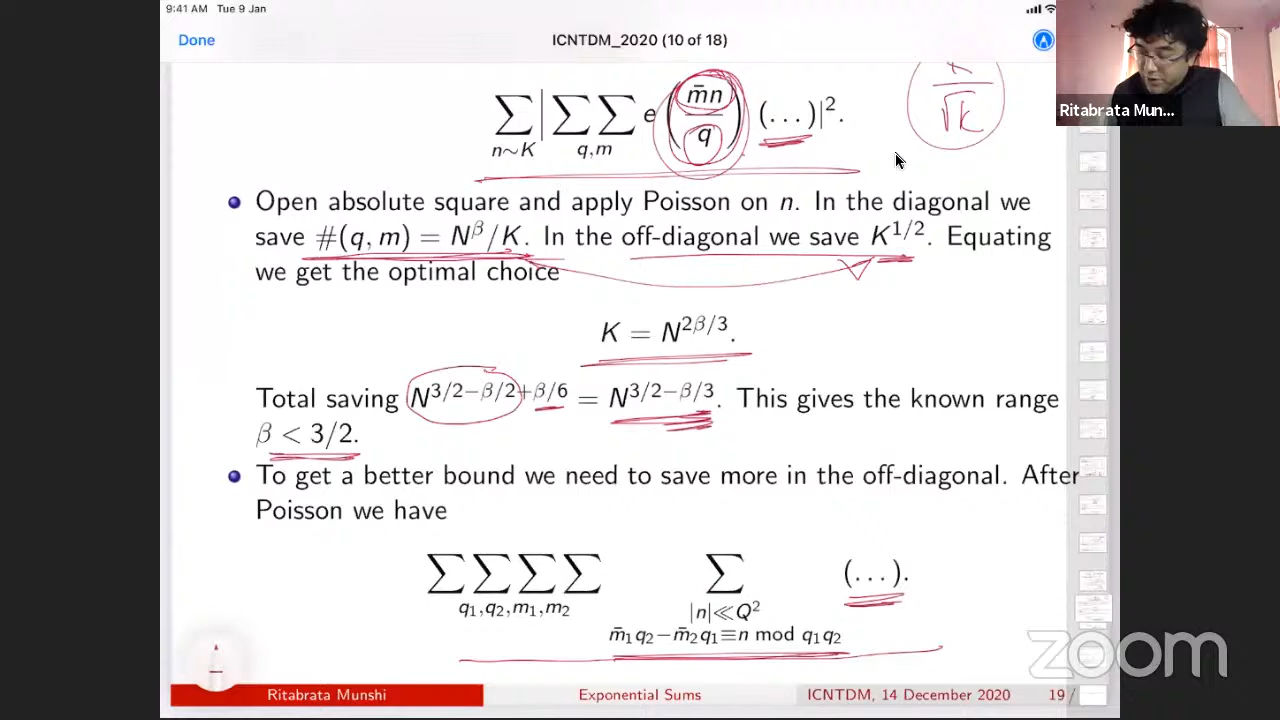 9:41 AM Tue 9 Jan
Done
ICNTDM_2020 (10 of 18)
∑_{n∼K} | ∑∑_{q,m} e ( m̄n / q ) (...)|².
√k
Ritabrata Muns...
Open absolute square and apply Poisson on n. In the diagonal we
save #(q, m) = N^β/K. In the off-diagonal we save K^{1/2}. Equating
we get the optimal choice
K = N^{2β/3}.
Total saving N^{3/2−β/2+β/6} = N^{3/2−β/3}. This gives the known range
β < 3/2.
To get a better bound we need to save more in the off-diagonal. After
Poisson we have
∑∑∑∑_{q₁,q₂,m₁,m₂} ∑_{|n|≪Q², m̄₁q₂−m̄₂q₁≡n mod q₁q₂} (...).
zoom
Ritabrata Munshi
Exponential Sums
ICNTDM, 14 December 2020
19 /